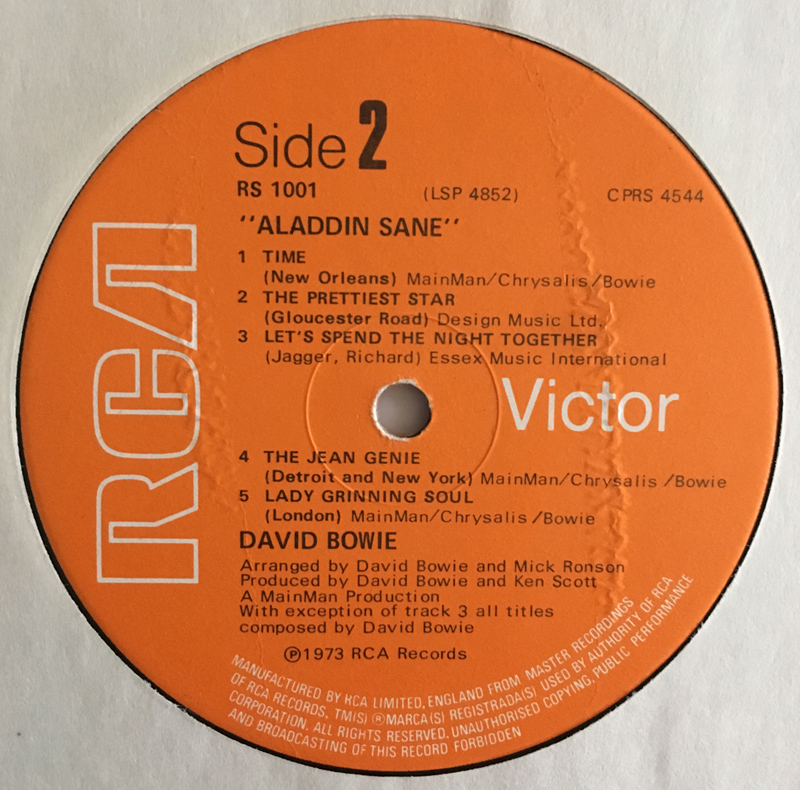 Side 2
RS 1001 (LSP 4852) CPRS 4544
"ALADDIN SANE"
1 TIME
(New Orleans) MainMan/Chrysalis/Bowie
2 THE PRETTIEST STAR
(Gloucester Road) Design Music Ltd.
3 LET'S SPEND THE NIGHT TOGETHER
(Jagger, Richard) Essex Music International
RCA
Victor
4 THE JEAN GENIE
(Detroit and New York) MainMan/Chrysalis /Bowie
5 LADY GRINNING SOUL
(London) MainMan/Chrysalis /Bowie
DAVID BOWIE
Arranged by David Bowie and Mick Ronson
Produced by David Bowie and Ken Scott
A MainMan Production
With exception of track 3 all titles
composed by David Bowie
℗1973 RCA Records
MANUFACTURED BY RCA LIMITED, ENGLAND FROM MASTER RECORDINGS
OF RCA RECORDS, TM(S) ® MARCA(S) REGISTRADA(S) USED BY AUTHORITY OF RCA
CORPORATION. ALL RIGHTS RESERVED. UNAUTHORISED COPYING, PUBLIC PERFORMANCE
AND BROADCASTING OF THIS RECORD FORBIDDEN